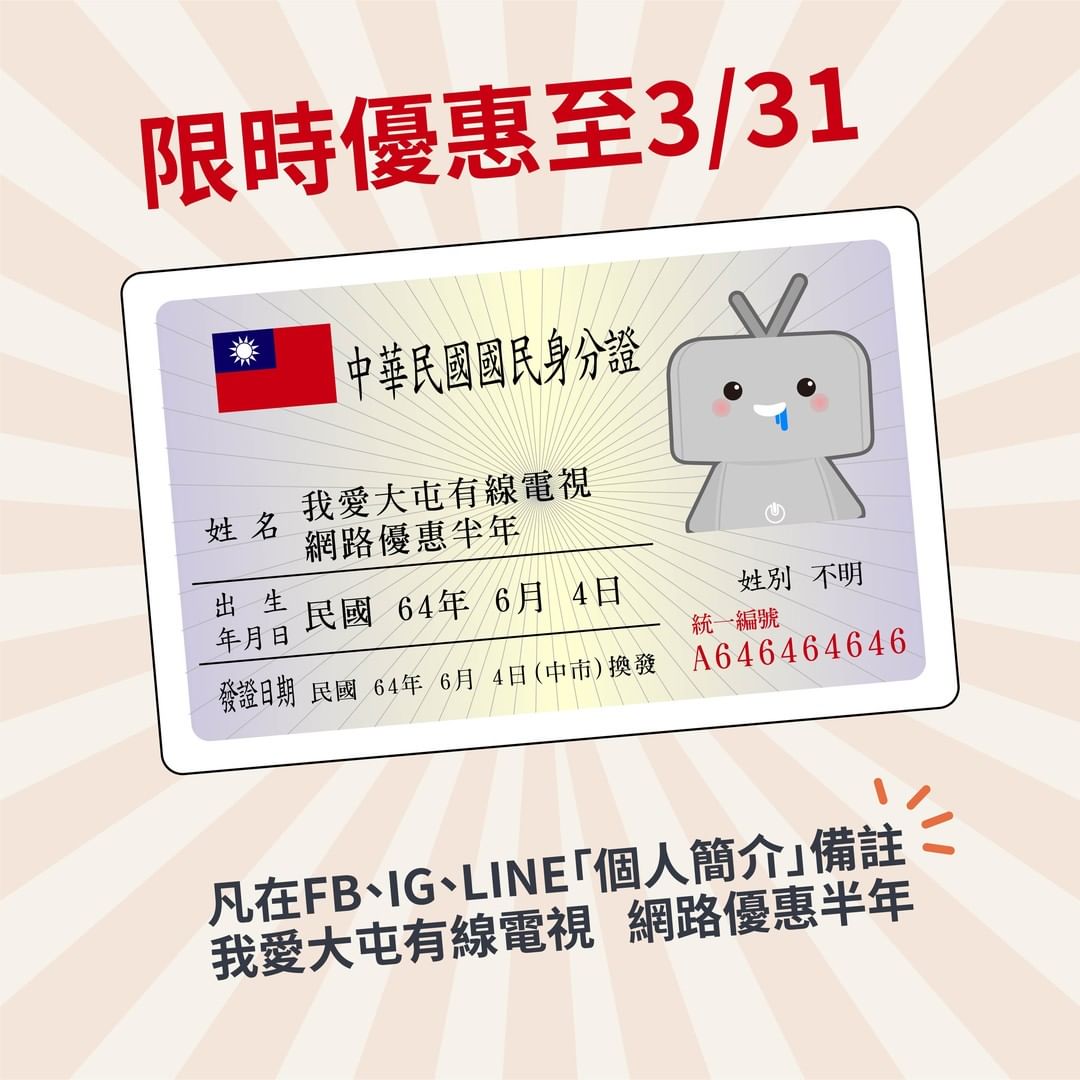 限時優惠至3/31
中華民國國民身分證
姓名 我愛大屯有線電視
網路優惠半年
出生
年月日 民國 64年 6月 4日
發證日期 民國 64年 6月 4日(中市)換發
姓別 不明
統一編號
A646464646
凡在FB、IG、LINE「個人簡介」備註
我愛大屯有線電視 網路優惠半年